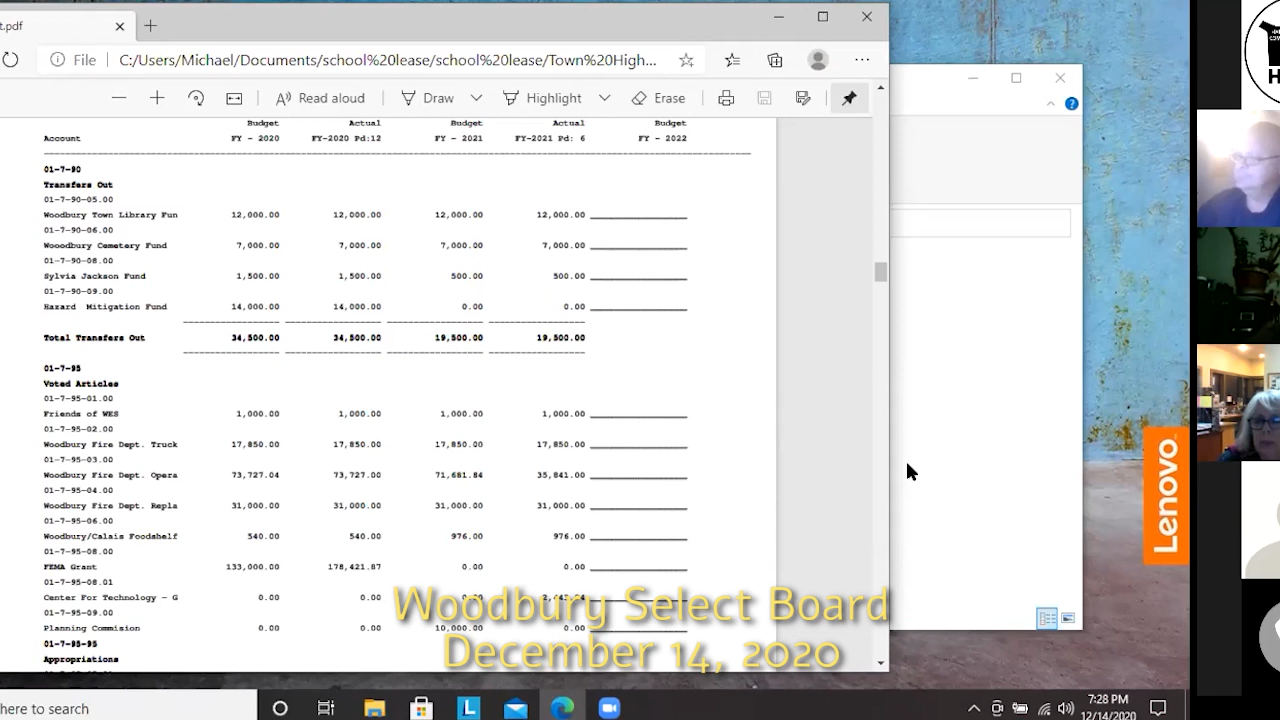 t.pdf
File C:/Users/Michael/Documents/school%20lease/school%20lease/Town%20High...
Read aloud Draw Highlight Erase
Budget Actual Budget Actual Budget
Account FY - 2020 FY-2020 Pd:12 FY - 2021 FY-2021 Pd: 6 FY - 2022
01-7-90
Transfers Out
01-7-90-05.00
Woodbury Town Library Fun 12,000.00 12,000.00 12,000.00 12,000.00
01-7-90-06.00
Wooodbury Cemetery Fund 7,000.00 7,000.00 7,000.00 7,000.00
01-7-90-08.00
Sylvia Jackson Fund 1,500.00 1,500.00 500.00 500.00
01-7-90-09.00
Hazard Mitigation Fund 14,000.00 14,000.00 0.00 0.00
Total Transfers Out 34,500.00 34,500.00 19,500.00 19,500.00
01-7-95
Voted Articles
01-7-95-01.00
Friends of WES 1,000.00 1,000.00 1,000.00 1,000.00
01-7-95-02.00
Woodbury Fire Dept. Truck 17,850.00 17,850.00 17,850.00 17,850.00
01-7-95-03.00
Woodbury Fire Dept. Opera 73,727.04 73,727.00 71,681.84 35,841.00
01-7-95-04.00
Woodbury Fire Dept. Repla 31,000.00 31,000.00 31,000.00 31,000.00
01-7-95-06.00
Woodbury/Calais Foodshelf 540.00 540.00 976.00 976.00
01-7-95-08.00
FEMA Grant 133,000.00 178,421.87 0.00 0.00
01-7-95-08.01
Center For Technology - G 0.00 0.00
01-7-95-09.00
Planning Commision 0.00 0.00 10,000.00 0.00
01-7-95-95
Appropriations
Woodbury Select Board
December 14, 2020
Lenovo
here to search
7:28 PM
12/14/2020